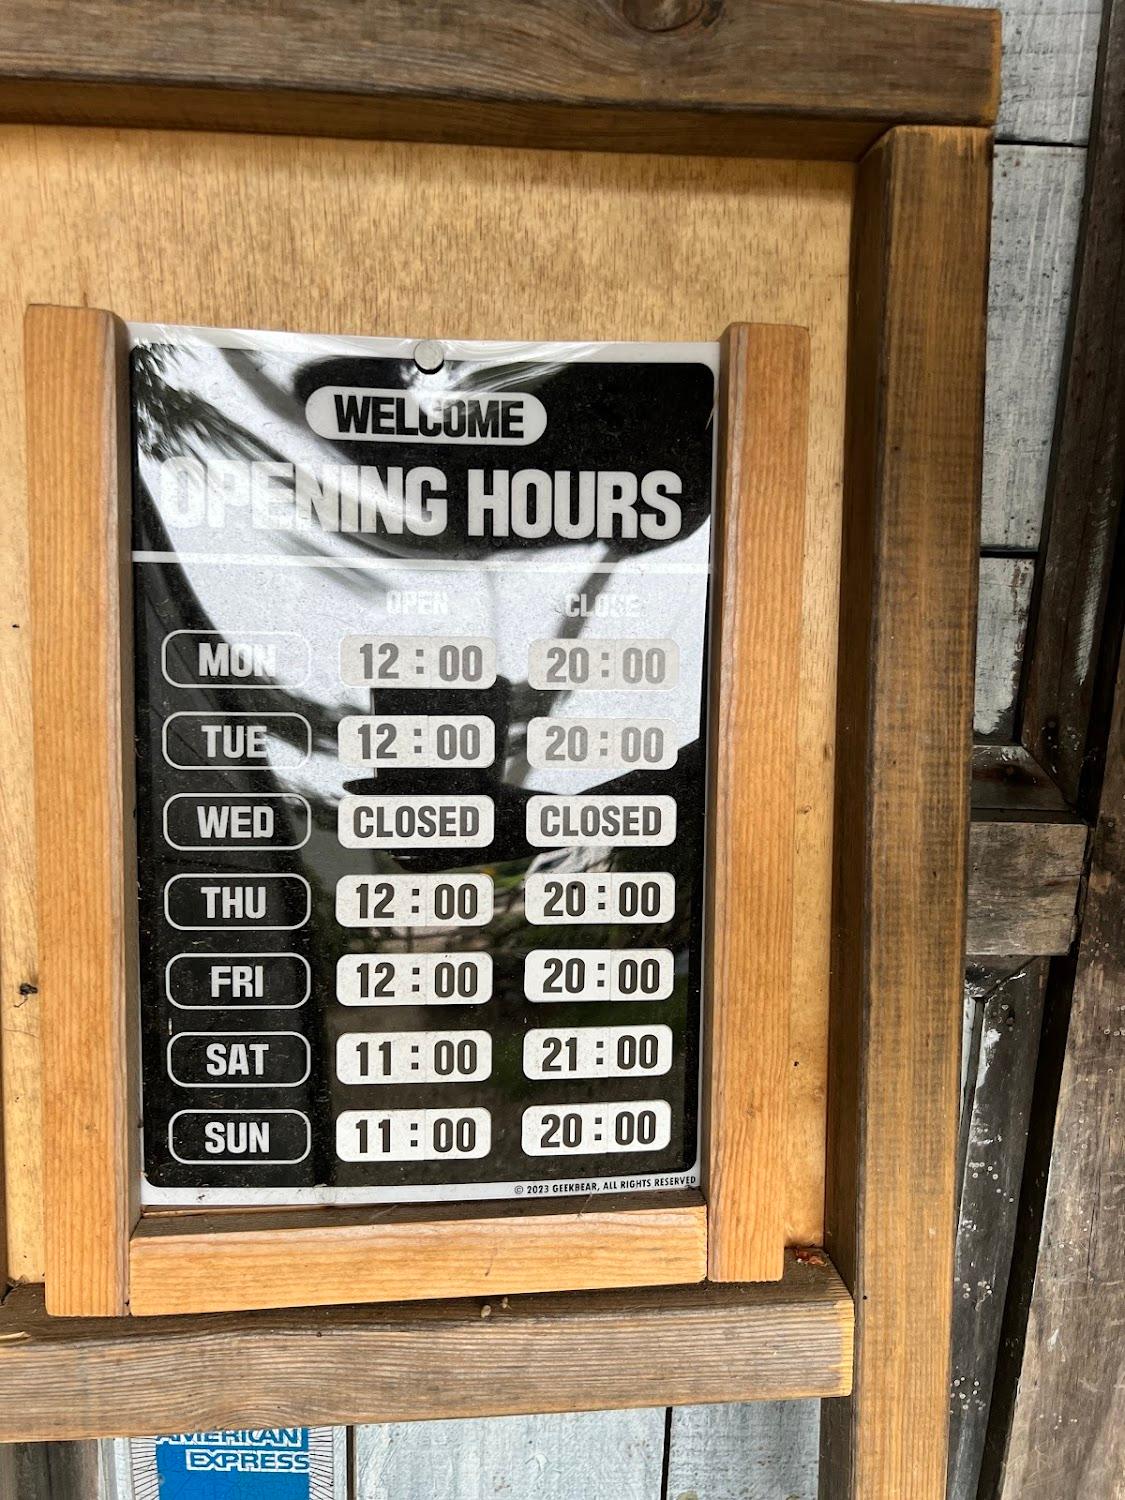 WELCOME
OPENING HOURS
OPEN CLOSE
MON 12:00 20:00
TUE 12:00 20:00
WED CLOSED CLOSED
THU 12:00 20:00
FRI 12:00 20:00
SAT 11:00 21:00
SUN 11:00 20:00
© 2023 GEEKBEAR, ALL RIGHTS RESERVED
AMERICAN
EXPRESS